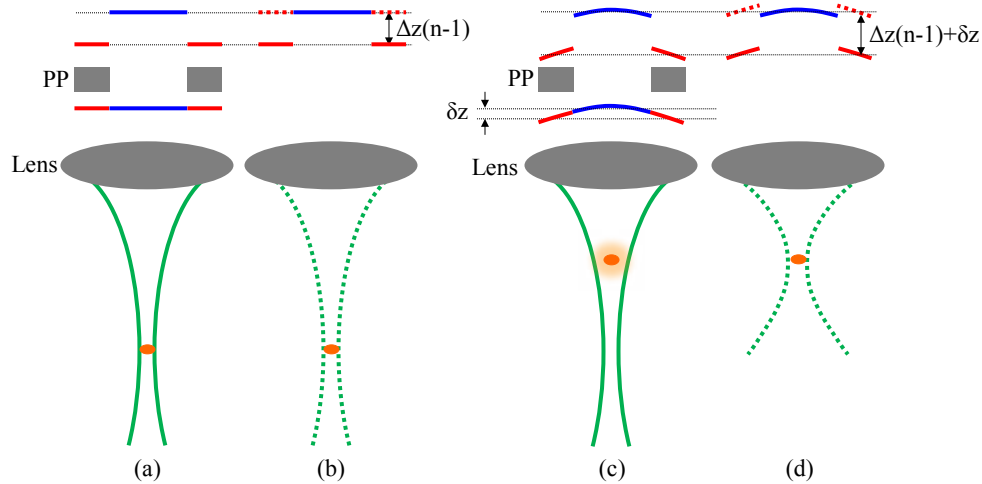 Δz(n-1)
Δz(n-1)+δz
PP
PP
δz
Lens
Lens
(a)
(b)
(c)
(d)